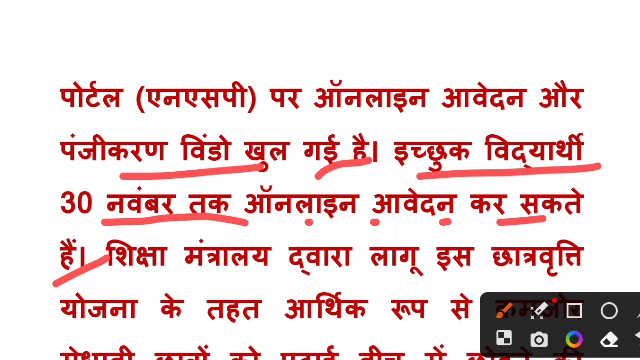 पोर्टल (एनएसपी) पर ऑनलाइन आवेदन और
पंजीकरण विंडो खुल गई है। इच्छुक विद्यार्थी
30 नवंबर तक ऑनलाइन आवेदन कर सकते
हैं। शिक्षा मंत्रालय द्वारा लागू इस छात्रवृत्ति
योजना के तहत आर्थिक रूप से